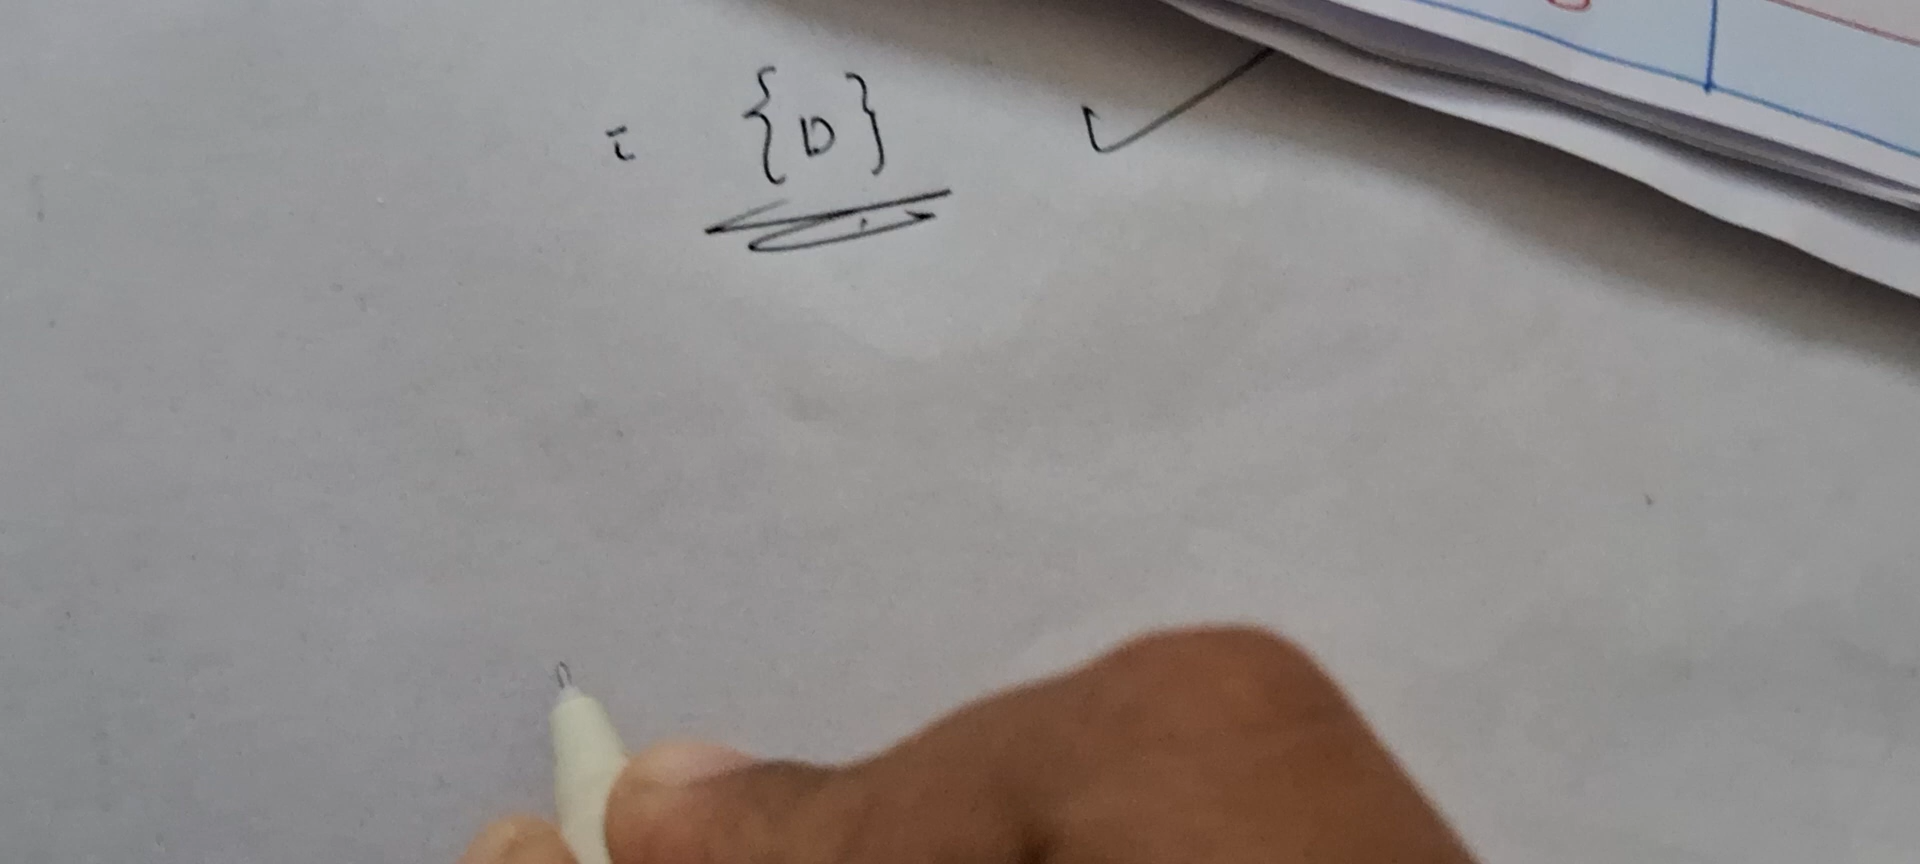 = {D}